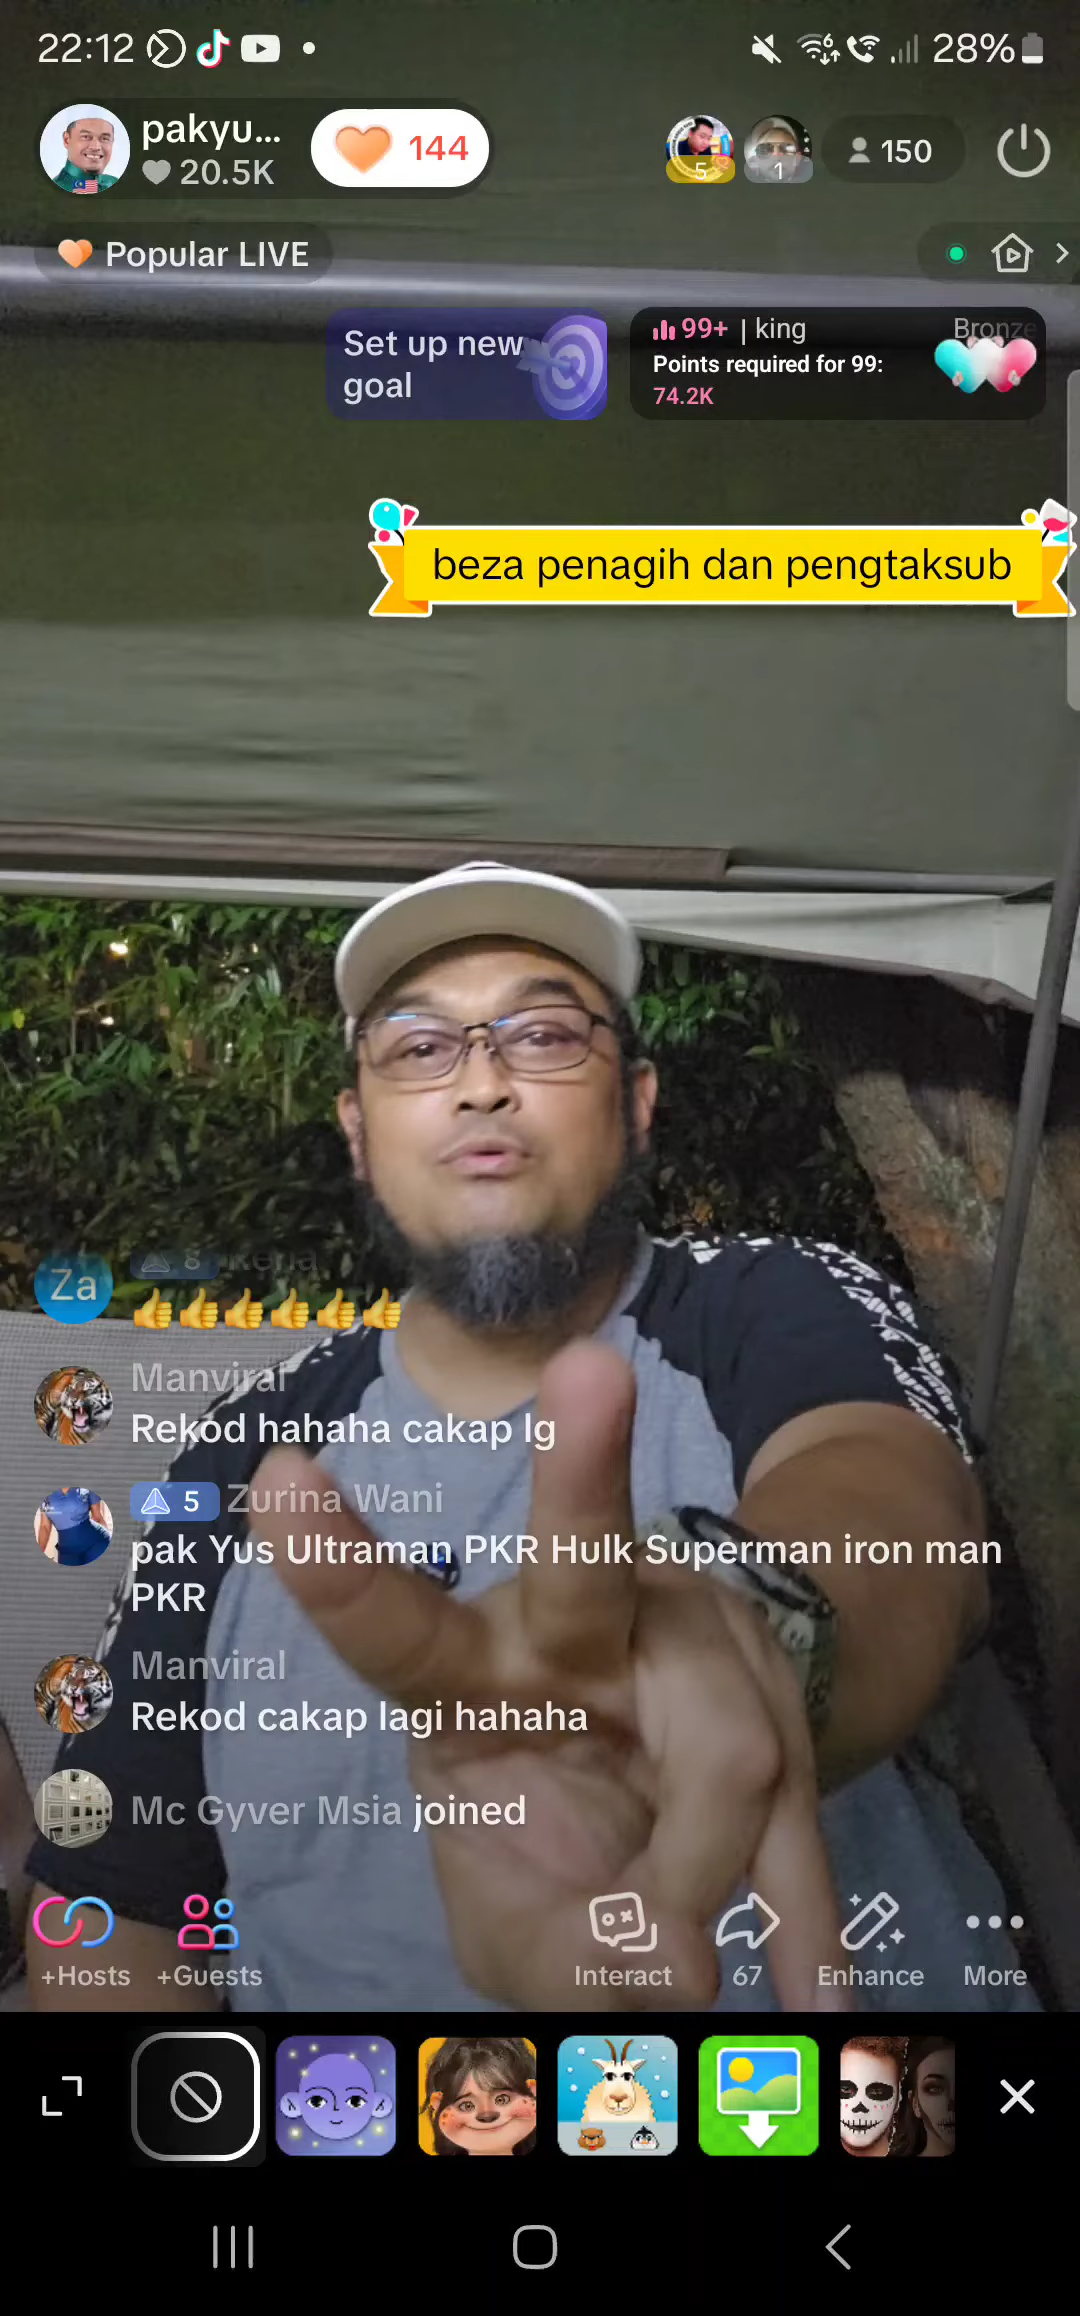 22:12
28%
pakyu...
20.5K
144
5
1
150
Popular LIVE
Set up new
goal
99+ | king
Bronze
Points required for 99:
74.2K
beza penagih dan pengtaksub
Za
8
Manviral
Rekod hahaha cakap lg
5 Zurina Wani
pak Yus Ultraman PKR Hulk Superman iron man
PKR
Manviral
Rekod cakap lagi hahaha
Mc Gyver Msia joined
+Hosts
+Guests
Interact
67
Enhance
More